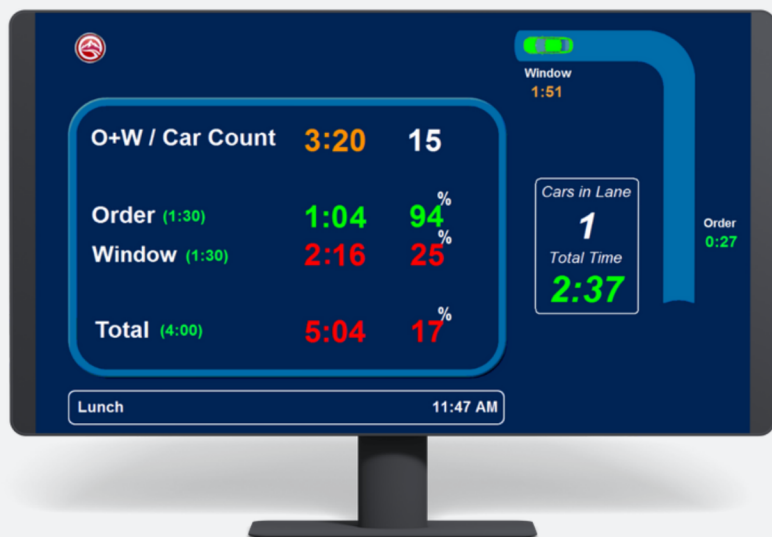 O+W / Car Count 3:20 15
Order (1:30) 1:04 94%
Window (1:30) 2:16 25%
Total (4:00) 5:04 17%
Lunch 11:47 AM
Window
1:51
Cars in Lane
1
Total Time
2:37
Order
0:27